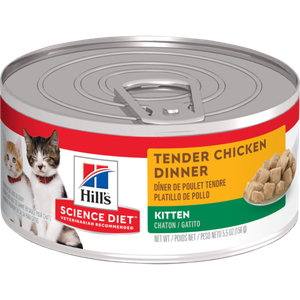 Hill's
SCIENCE DIET
VETERINARIAN RECOMMENDED
TENDER CHICKEN
DINNER
DÎNER DE POULET TENDRE
PLATILLO DE POLLO
KITTEN
CHATON / GATITO
NET WT / POIDS NET / PESO NETO 5.5 OZ (156 g)